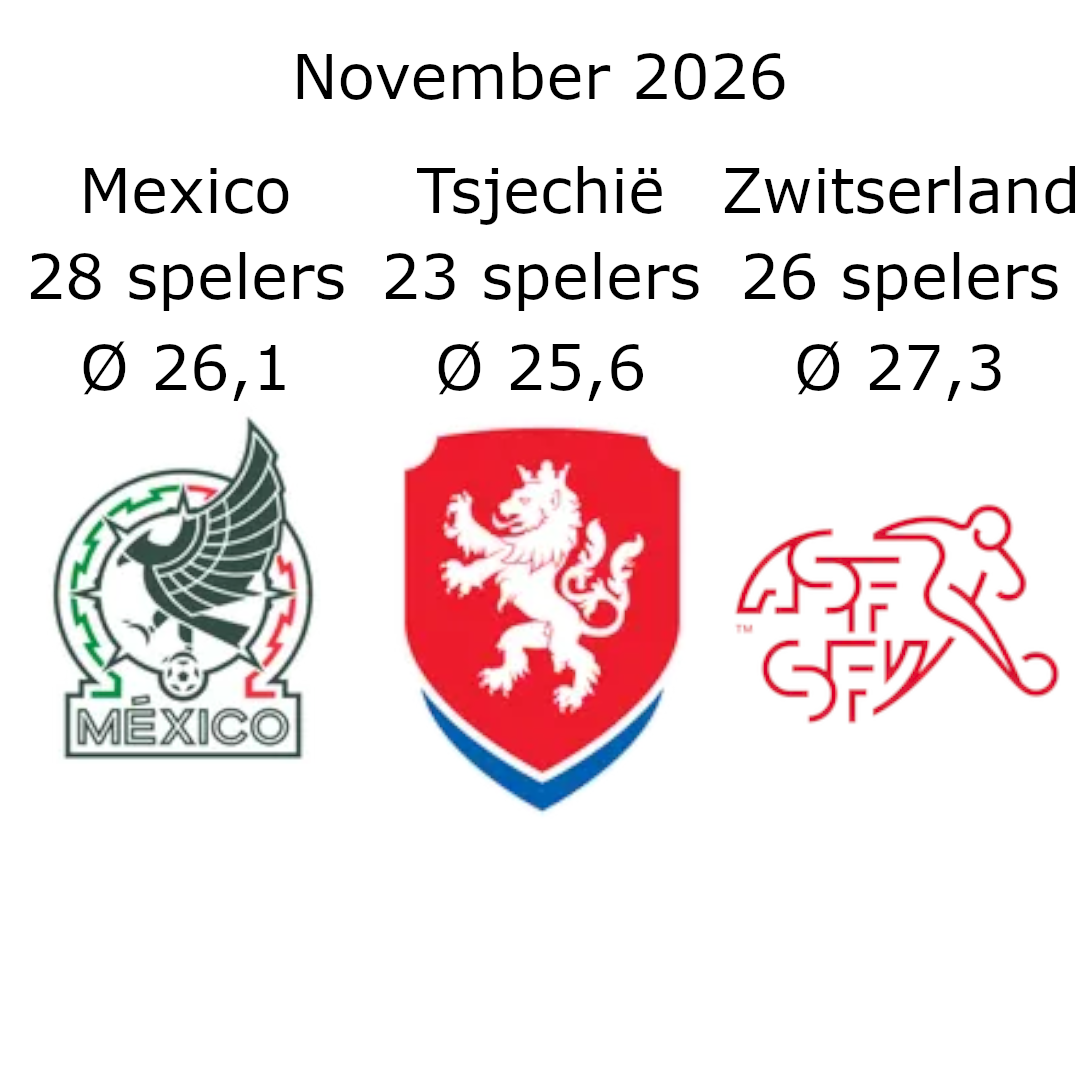 November 2026
Mexico Tsjechië Zwitserland
28 spelers 23 spelers 26 spelers
Ø 26,1 Ø 25,6 Ø 27,3
ASF
TM
SFV
MÉXICO